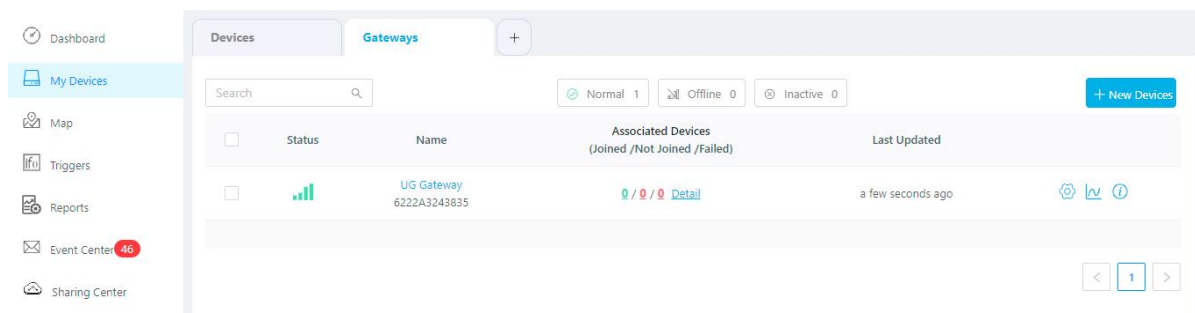 Dashboard
My Devices
Map
Triggers
Reports
Event Center 46
Sharing Center
Devices
Gateways
+
Search
Normal 1
Offline 0
Inactive 0
+ New Devices
Status
Name
Associated Devices
(Joined /Not Joined /Failed)
Last Updated
UG Gateway
6222A3243835
0 / 0 / 0 Detail
a few seconds ago
< 1 >